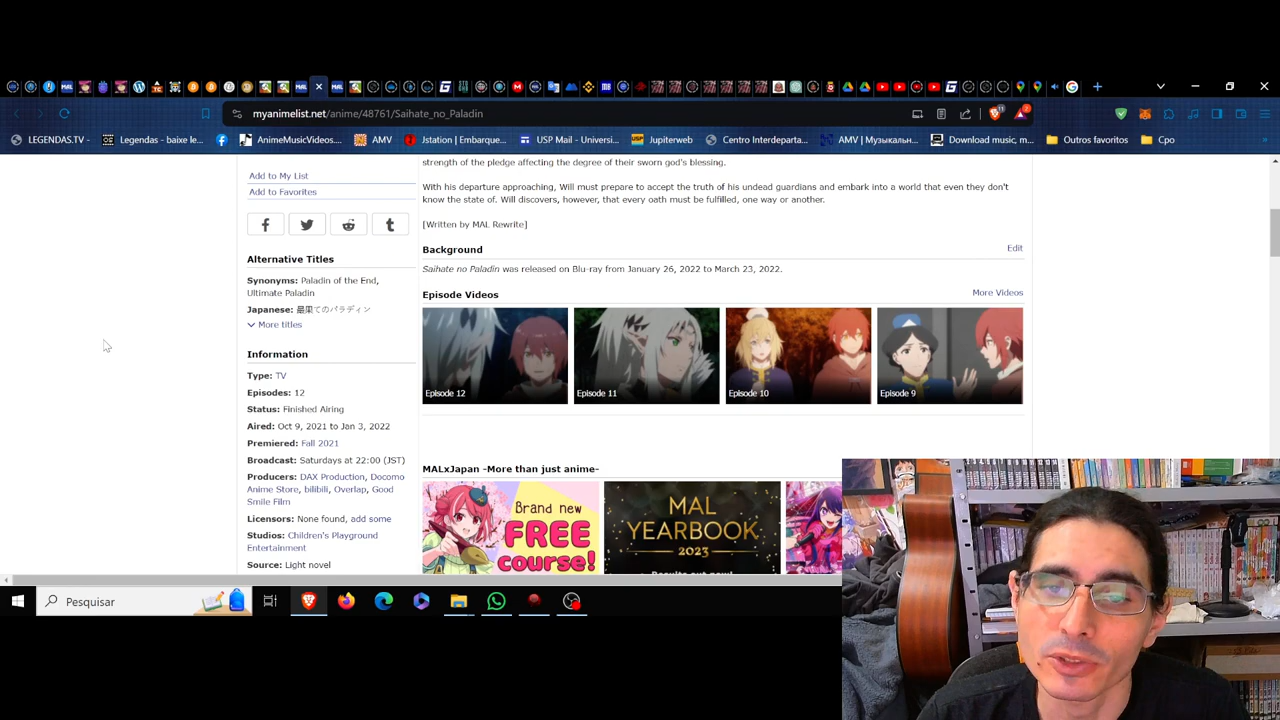 myanimelist.net/anime/48761/Saihate_no_Paladin
LEGENDAS.TV -
Legendas - baixe le...
AnimeMusicVideos....
AMV
Jstation | Embarque...
USP Mail - Universi...
Jupiterweb
Centro Interdeparta...
AMV | Музыкальн...
Download music, m...
Outros favoritos
Cpo
strength of the pledge affecting the degree of their sworn god's blessing.
Add to My List
Add to Favorites
With his departure approaching, Will must prepare to accept the truth of his undead guardians and embark into a world that even they don't
know the state of. Will discovers, however, that every oath must be fulfilled, one way or another.
[Written by MAL Rewrite]
Alternative Titles
Synonyms: Paladin of the End,
Ultimate Paladin
Japanese: 最果てのパラディン
More titles
Background
Edit
Saihate no Paladin was released on Blu-ray from January 26, 2022 to March 23, 2022.
Episode Videos
More Videos
Episode 12
Episode 11
Episode 10
Episode 9
Information
Type: TV
Episodes: 12
Status: Finished Airing
Aired: Oct 9, 2021 to Jan 3, 2022
Premiered: Fall 2021
Broadcast: Saturdays at 22:00 (JST)
Producers: DAX Production, Docomo
Anime Store, bilibili, Overlap, Good
Smile Film
Licensors: None found, add some
Studios: Children's Playground
Entertainment
Source: Light novel
MALxJapan -More than just anime-
Brand new
FREE
course!
MAL
YEARBOOK
2023
Results out now!
Pesquisar